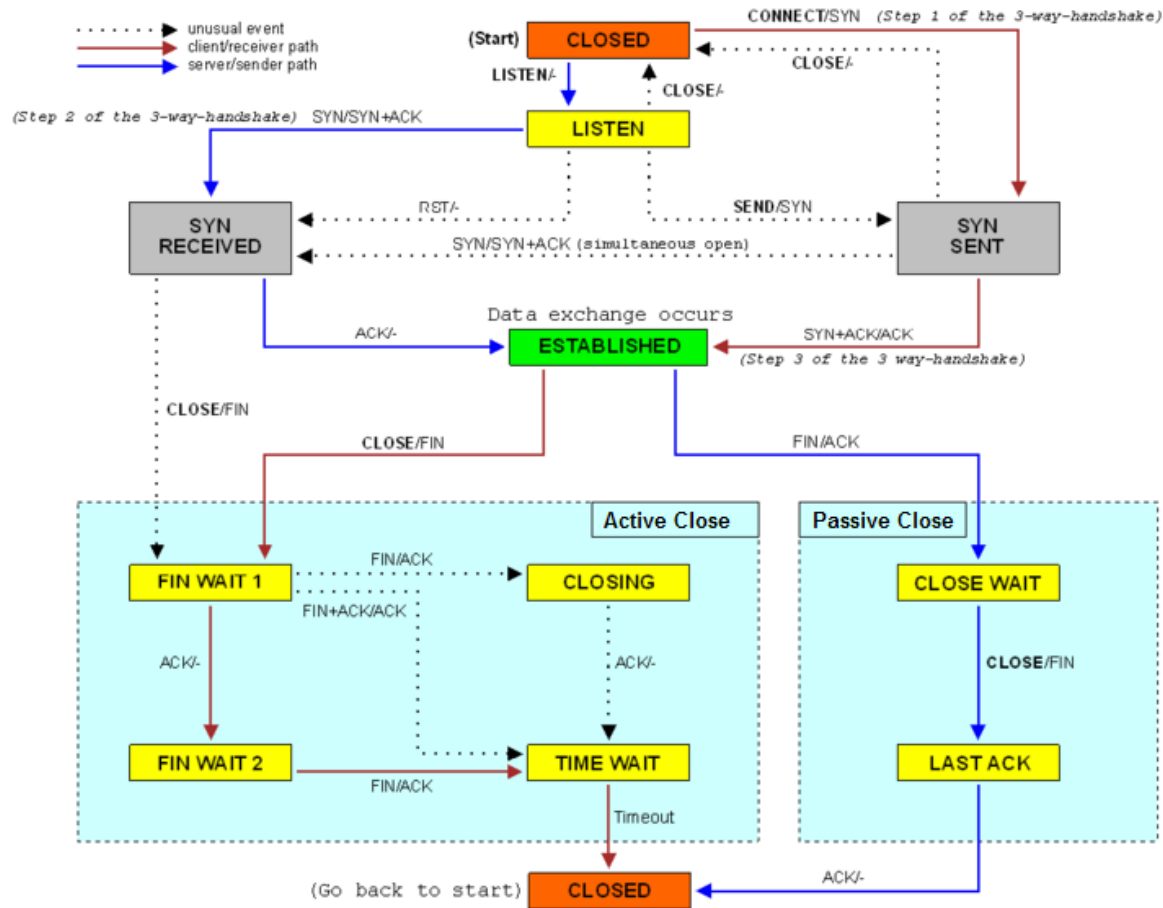 CONNECT/SYN (Step 1 of the 3-way-handshake)
unusual event
client/receiver path
server/sender path
(Start)
CLOSED
CLOSE/-
LISTEN/-
CLOSE/-
(Step 2 of the 3-way-handshake)
SYN/SYN+ACK
LISTEN
RST/-
SEND/SYN
SYN
RECEIVED
SYN
SENT
SYN/SYN+ACK (simultaneous open)
Data exchange occurs
ACK/-
ESTABLISHED
SYN+ACK/ACK
(Step 3 of the 3 way-handshake)
CLOSE/FIN
CLOSE/FIN
FIN/ACK
Active Close
Passive Close
FIN WAIT 1
FIN/ACK
CLOSING
CLOSE WAIT
FIN+ACK/ACK
ACK/-
ACK/-
CLOSE/FIN
FIN WAIT 2
TIME WAIT
LAST ACK
FIN/ACK
Timeout
(Go back to start)
CLOSED
ACK/-